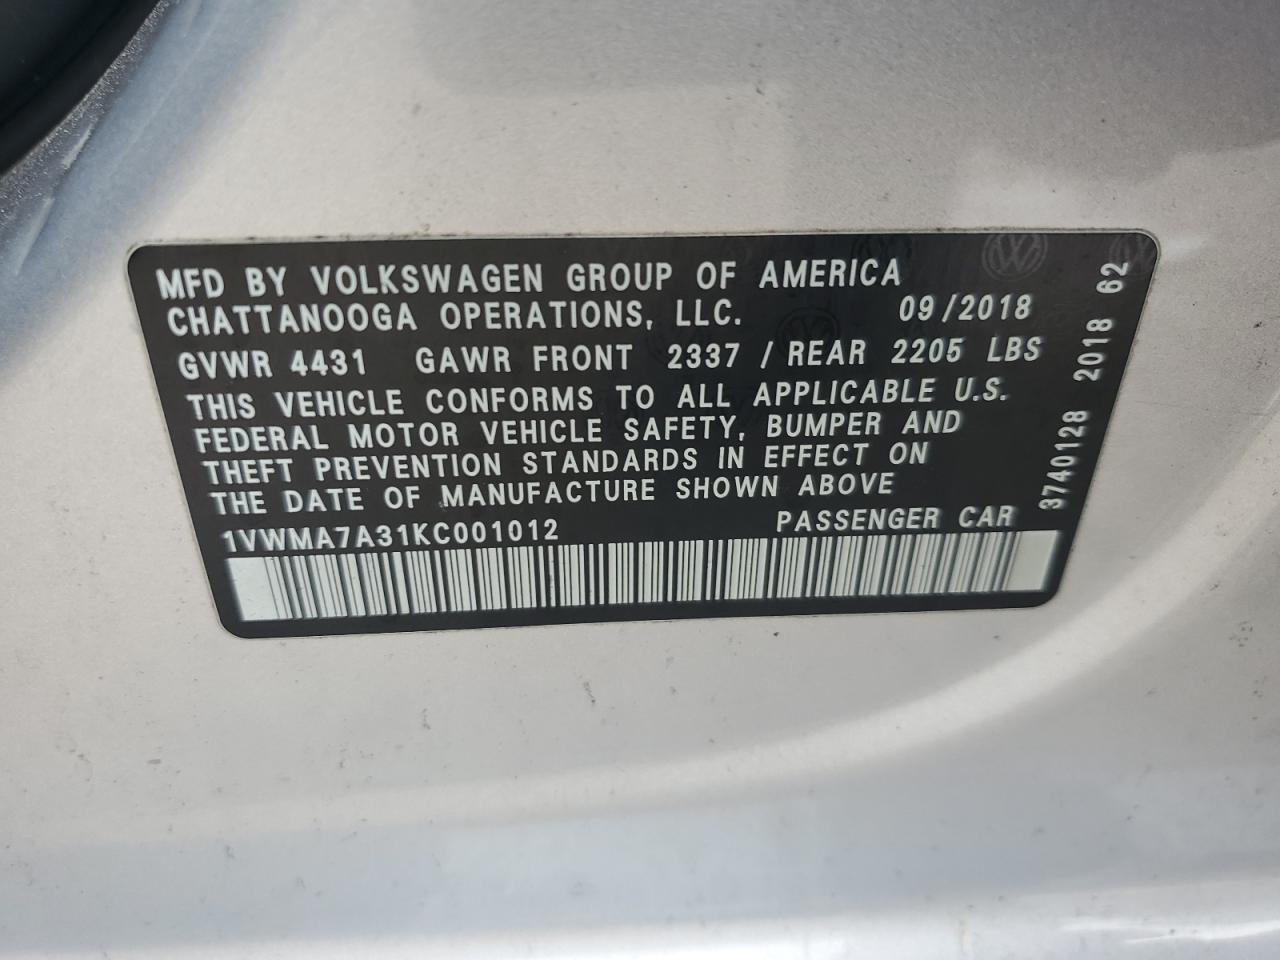 MFD BY VOLKSWAGEN GROUP OF AMERICA
CHATTANOOGA OPERATIONS, LLC. 09/2018
GVWR 4431 GAWR FRONT 2337 / REAR 2205 LBS
THIS VEHICLE CONFORMS TO ALL APPLICABLE U.S.
FEDERAL MOTOR VEHICLE SAFETY, BUMPER AND
THEFT PREVENTION STANDARDS IN EFFECT ON
THE DATE OF MANUFACTURE SHOWN ABOVE
1VWMA7A31KC001012 PASSENGER CAR
3740128 2018 62